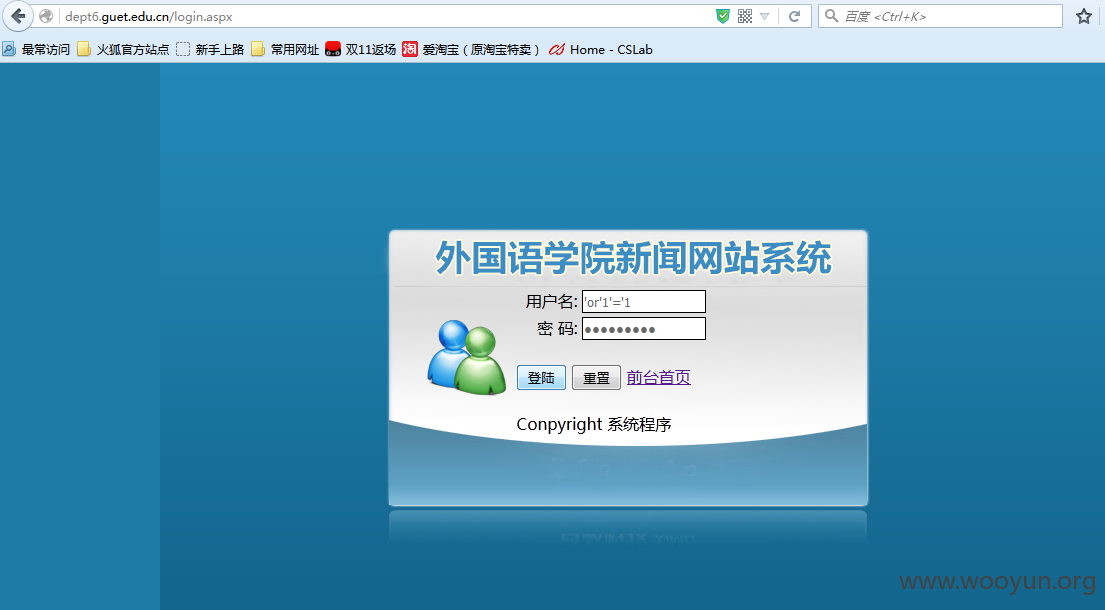 dept6.guet.edu.cn/login.aspx
百度 <Ctrl+K>
最常访问 火狐官方站点 新手上路 常用网址 双11返场 淘 爱淘宝（原淘宝特卖） Home - CSLab
外国语学院新闻网站系统
用户名: 'or'1'='1
密 码: ●●●●●●●●●
登陆 重置 前台首页
Conpyright 系统程序
www.wooyun.org